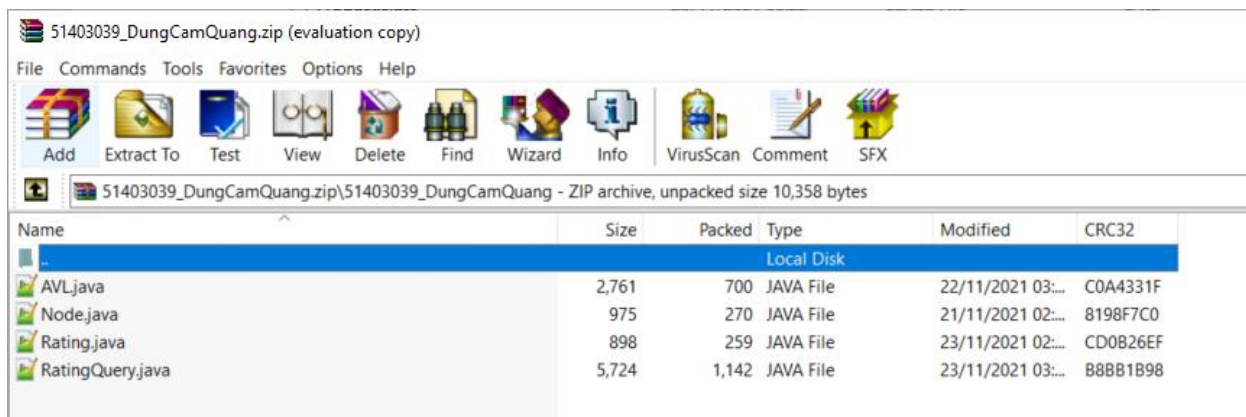 51403039_DungCamQuang.zip (evaluation copy)
File Commands Tools Favorites Options Help
Add Extract To Test View Delete Find Wizard Info VirusScan Comment SFX
51403039_DungCamQuang.zip\51403039_DungCamQuang - ZIP archive, unpacked size 10,358 bytes
Name Size Packed Type Modified CRC32
.. Local Disk
AVL.java 2,761 700 JAVA File 22/11/2021 03:... C0A4331F
Node.java 975 270 JAVA File 21/11/2021 02:... 8198F7C0
Rating.java 898 259 JAVA File 23/11/2021 02:... CD0B26EF
RatingQuery.java 5,724 1,142 JAVA File 23/11/2021 03:... B8BB1B98